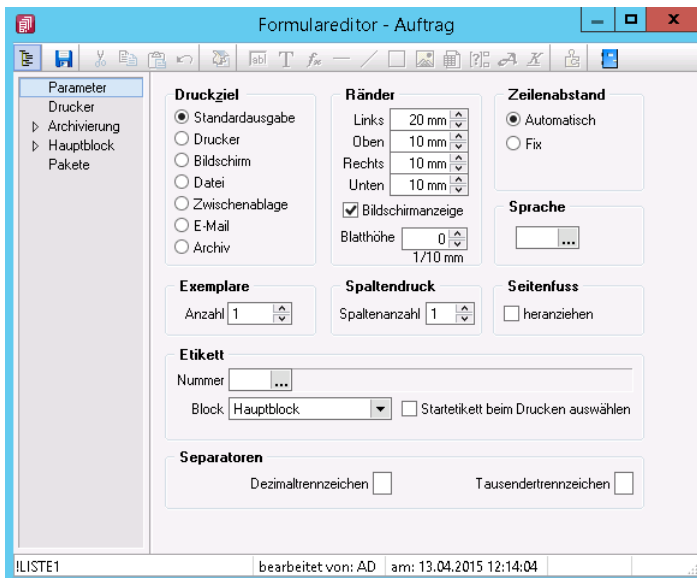 Formulareditor - Auftrag
Parameter
Drucker
Archivierung
Hauptblock
Pakete
Druckziel
Standardausgabe
Drucker
Bildschirm
Datei
Zwischenablage
E-Mail
Archiv
Ränder
Links 20 mm
Oben 10 mm
Rechts 10 mm
Unten 10 mm
Bildschirmanzeige
Blatthöhe 0
1/10 mm
Zeilenabstand
Automatisch
Fix
Sprache
...
Exemplare
Anzahl 1
Spaltendruck
Spaltenanzahl 1
Seitenfuss
heranziehen
Etikett
Nummer ...
Block Hauptblock Startetikett beim Drucken auswählen
Separatoren
Dezimaltrennzeichen Tausendertrennzeichen
!LISTE1 bearbeitet von: AD am: 13.04.2015 12:14:04